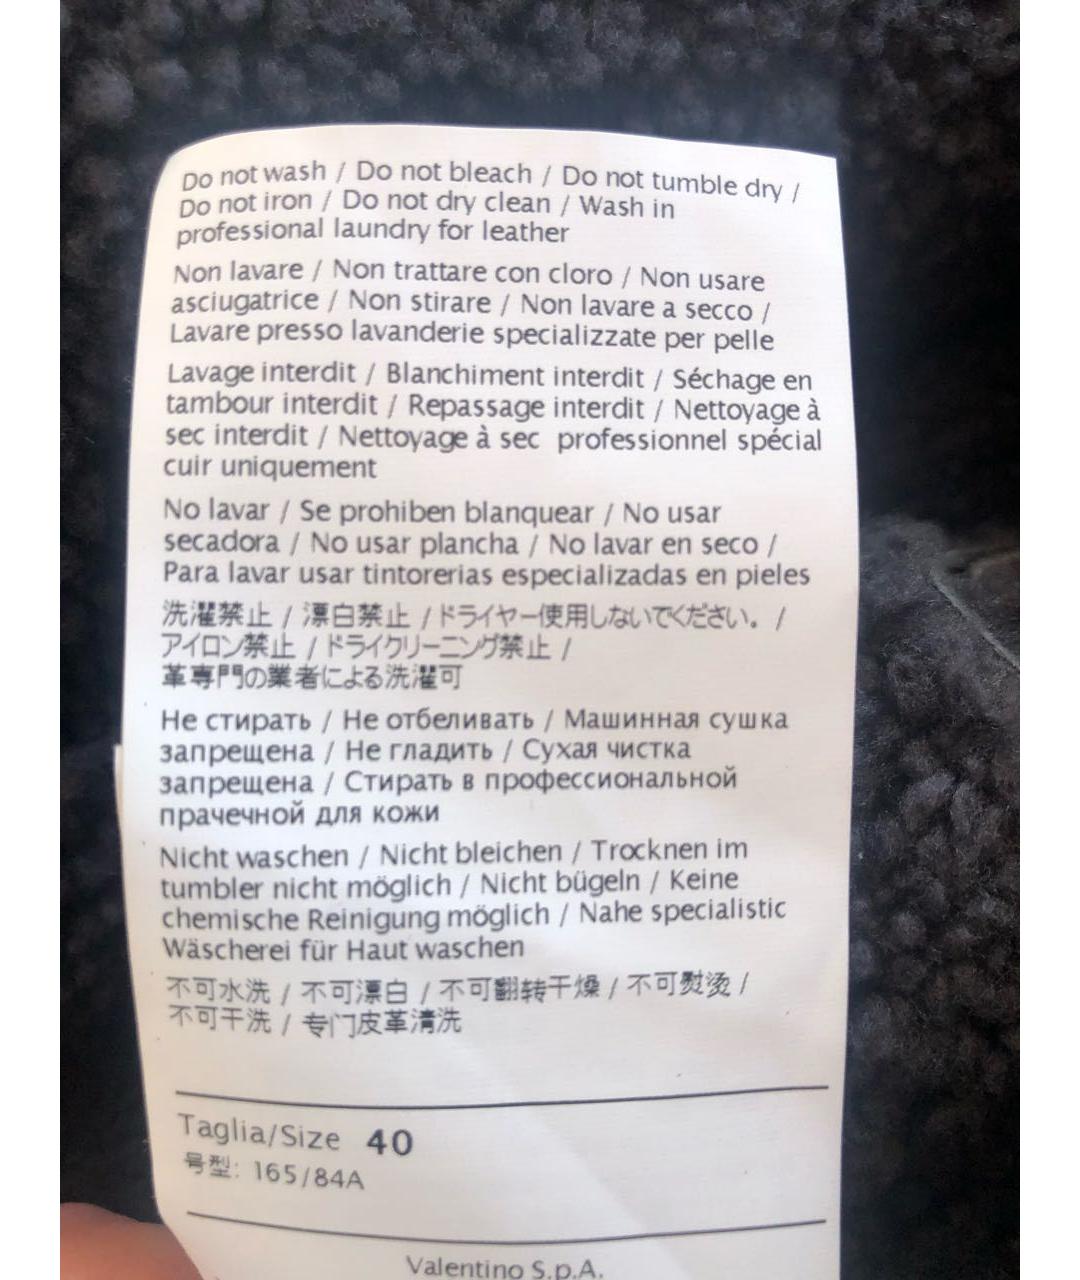 Do not wash / Do not bleach / Do not tumble dry /
Do not iron / Do not dry clean / Wash in
professional laundry for leather
Non lavare / Non trattare con cloro / Non usare
asciugatrice / Non stirare / Non lavare a secco /
Lavare presso lavanderie specializzate per pelle
Lavage interdit / Blanchiment interdit / Séchage en
tambour interdit / Repassage interdit / Nettoyage à
sec interdit / Nettoyage à sec professionnel spécial
cuir uniquement
No lavar / Se prohiben blanquear / No usar
secadora / No usar plancha / No lavar en seco /
Para lavar usar tintorerias especializadas en pieles
洗濯禁止 / 漂白禁止 / ドライヤー使用しないでください。 /
アイロン禁止 / ドライクリーニング禁止 /
革専門の業者による洗濯可
Не стирать / Не отбеливать / Машинная сушка
запрещена / Не гладить / Сухая чистка
запрещена / Стирать в профессиональной
прачечной для кожи
Nicht waschen / Nicht bleichen / Trocknen im
tumbler nicht möglich / Nicht bügeln / Keine
chemische Reinigung möglich / Nahe specialistic
Wäscherei für Haut waschen
不可水洗 / 不可漂白 / 不可翻转干燥 / 不可熨烫 /
不可干洗 / 专门皮革清洗
Taglia/Size 40
号型: 165/84A
Valentino S.p.A.